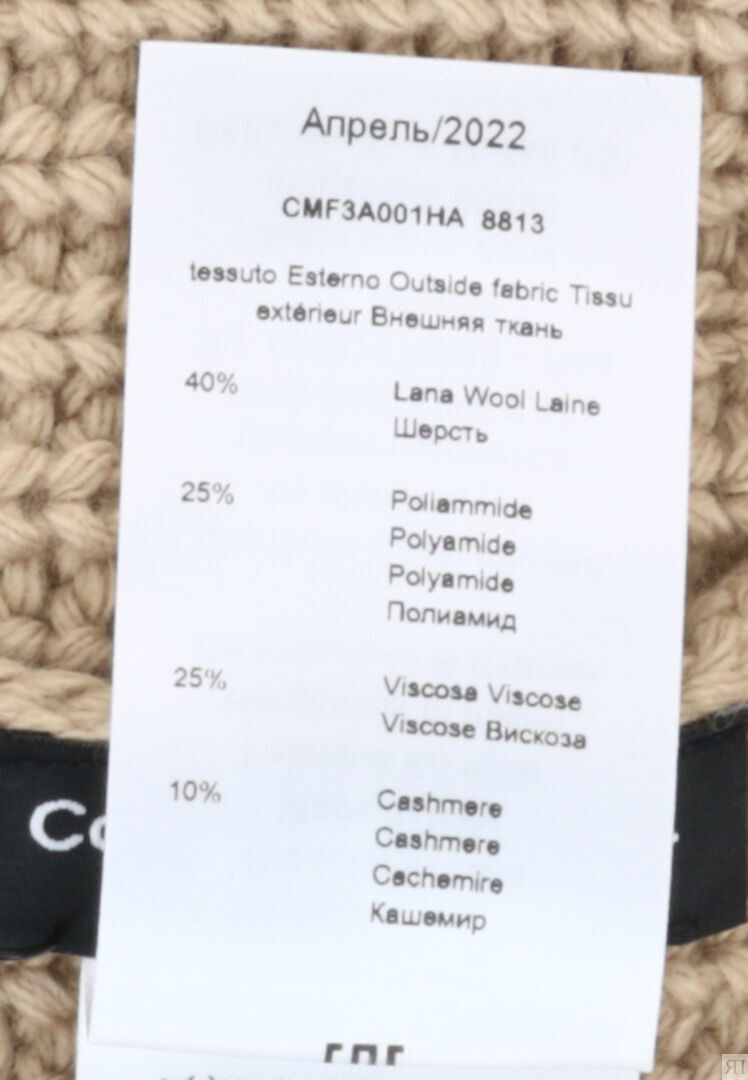 Апрель/2022
CMF3A001HA 8813
tessuto Esterno Outside fabric Tissu
extérieur Внешняя ткань
40% Lana Wool Laine
Шерсть
25% Poliammide
Polyamide
Polyamide
Полиамид
25% Viscosa Viscose
Viscose Вискоза
10% Cashmere
Cashmere
Cachemire
Кашемир